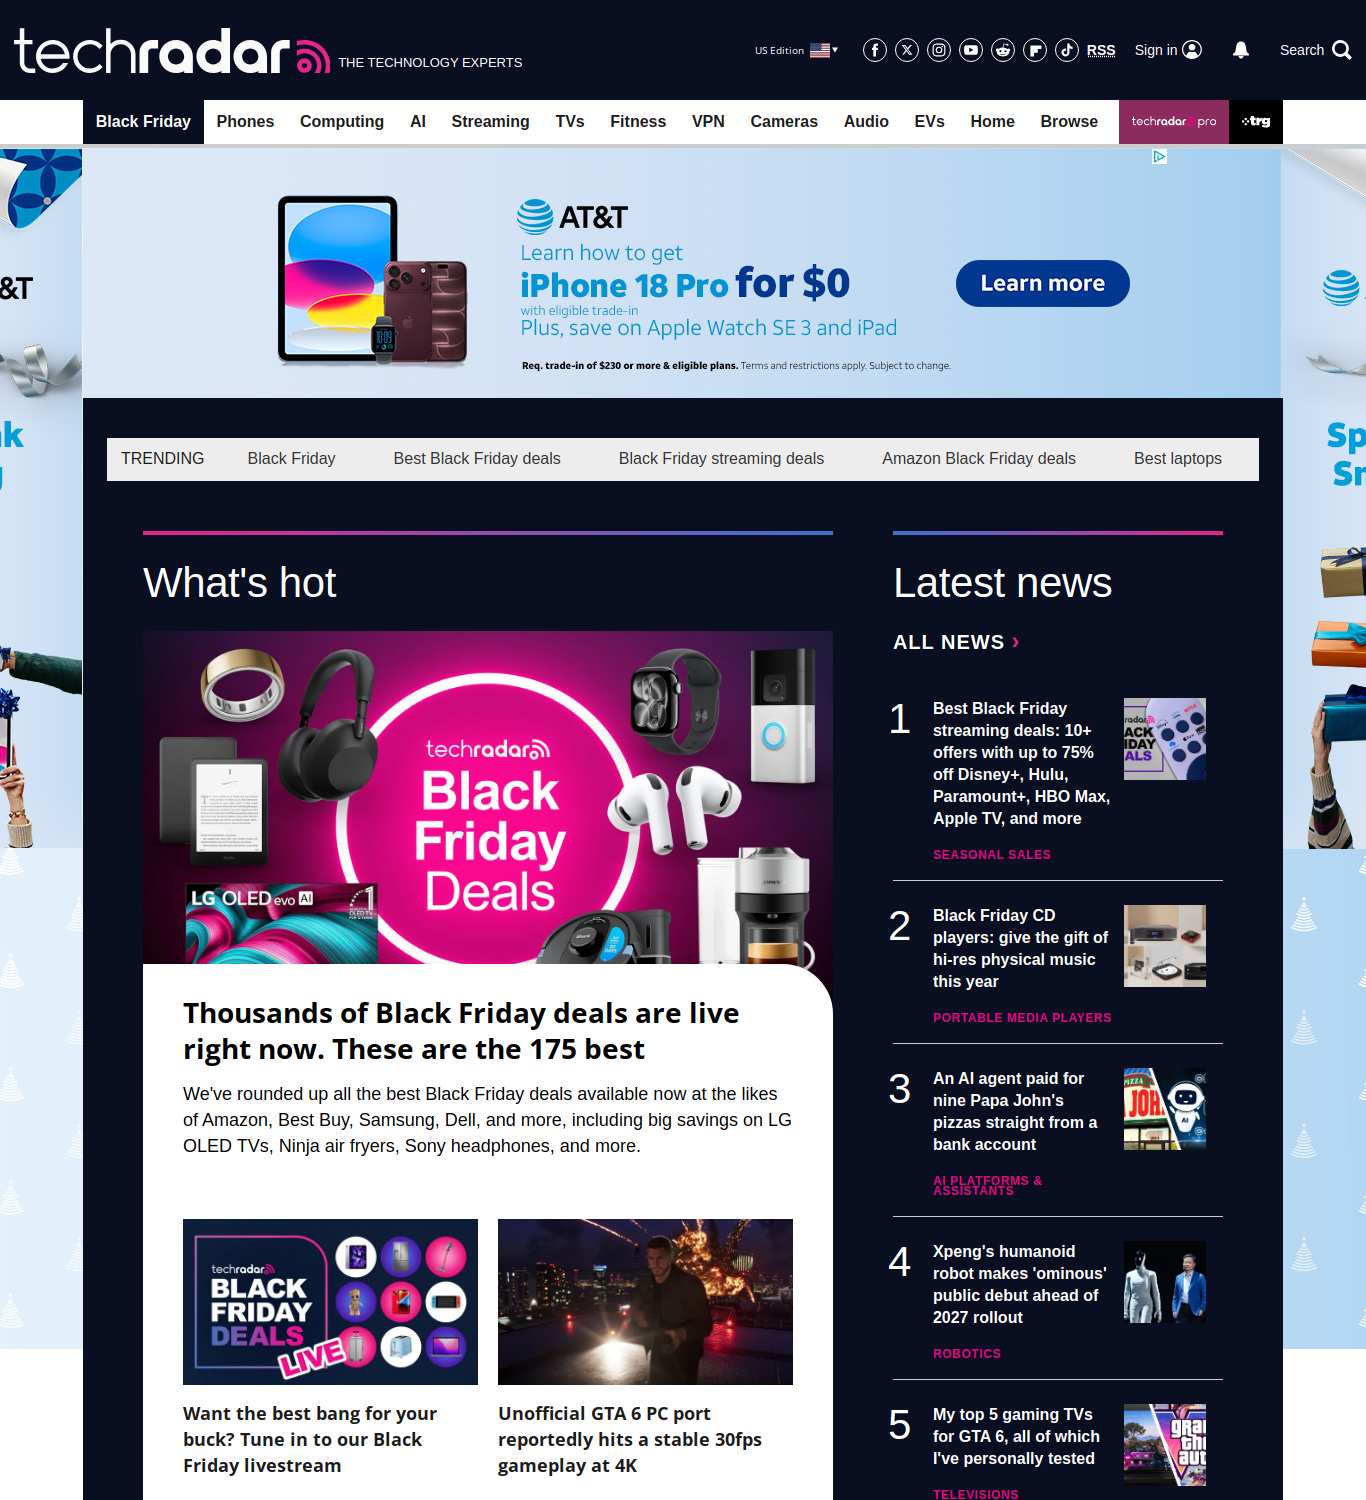 techradar
THE TECHNOLOGY EXPERTS
US Edition
RSS
Sign in
Search
Black Friday
Phones
Computing
AI
Streaming
TVs
Fitness
VPN
Cameras
Audio
EVs
Home
Browse
techradar pro
trg
AT&T
Learn how to get
iPhone 18 Pro for $0
with eligible trade-in
Plus, save on Apple Watch SE 3 and iPad
Req. trade-in of $230 or more & eligible plans. Terms and restrictions apply. Subject to change.
Learn more
&T
Sp
TRENDING
Black Friday
Best Black Friday deals
Black Friday streaming deals
Amazon Black Friday deals
Best laptops
What's hot
techradar
Black
Friday
Deals
LG OLED evo AI
Thousands of Black Friday deals are live
right now. These are the 175 best
We've rounded up all the best Black Friday deals available now at the likes
of Amazon, Best Buy, Samsung, Dell, and more, including big savings on LG
OLED TVs, Ninja air fryers, Sony headphones, and more.
techradar
BLACK
FRIDAY
DEALS
LIVE
Want the best bang for your
buck? Tune in to our Black
Friday livestream
Unofficial GTA 6 PC port
reportedly hits a stable 30fps
gameplay at 4K
Latest news
ALL NEWS ›
1
Best Black Friday
streaming deals: 10+
offers with up to 75%
off Disney+, Hulu,
Paramount+, HBO Max,
Apple TV, and more
SEASONAL SALES
2
Black Friday CD
players: give the gift of
hi-res physical music
this year
PORTABLE MEDIA PLAYERS
3
An AI agent paid for
nine Papa John's
pizzas straight from a
bank account
AI PLATFORMS &
ASSISTANTS
4
Xpeng's humanoid
robot makes 'ominous'
public debut ahead of
2027 rollout
ROBOTICS
5
My top 5 gaming TVs
for GTA 6, all of which
I've personally tested
TELEVISIONS